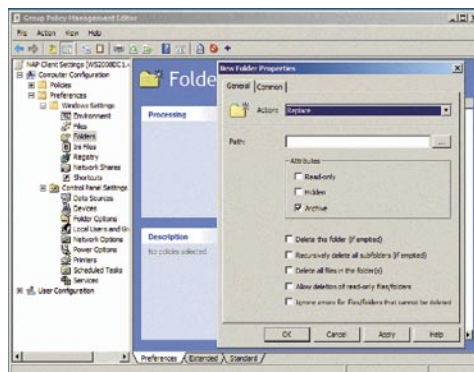 Group Policy Management Editor
File Action View Help
NAP Client Settings [WS2008DC1.
Computer Configuration
Policies
Preferences
Windows Settings
Environment
Files
Folders
Ini Files
Registry
Network Shares
Shortcuts
Control Panel Settings
Data Sources
Devices
Folder Options
Local Users and Gr
Network Options
Power Options
Printers
Scheduled Tasks
Services
User Configuration
Folde
Processing
Description
No policies selected
Preferences Extended Standard
New Folder Properties
General Common
Action: Replace
Path: ...
Attributes
Read-only
Hidden
Archive
Delete this folder (if emptied)
Recursively delete all subfolders (if emptied)
Delete all files in the folder(s)
Allow deletion of read-only files/folders
Ignore errors for files/folders that cannot be deleted
OK Cancel Apply Help